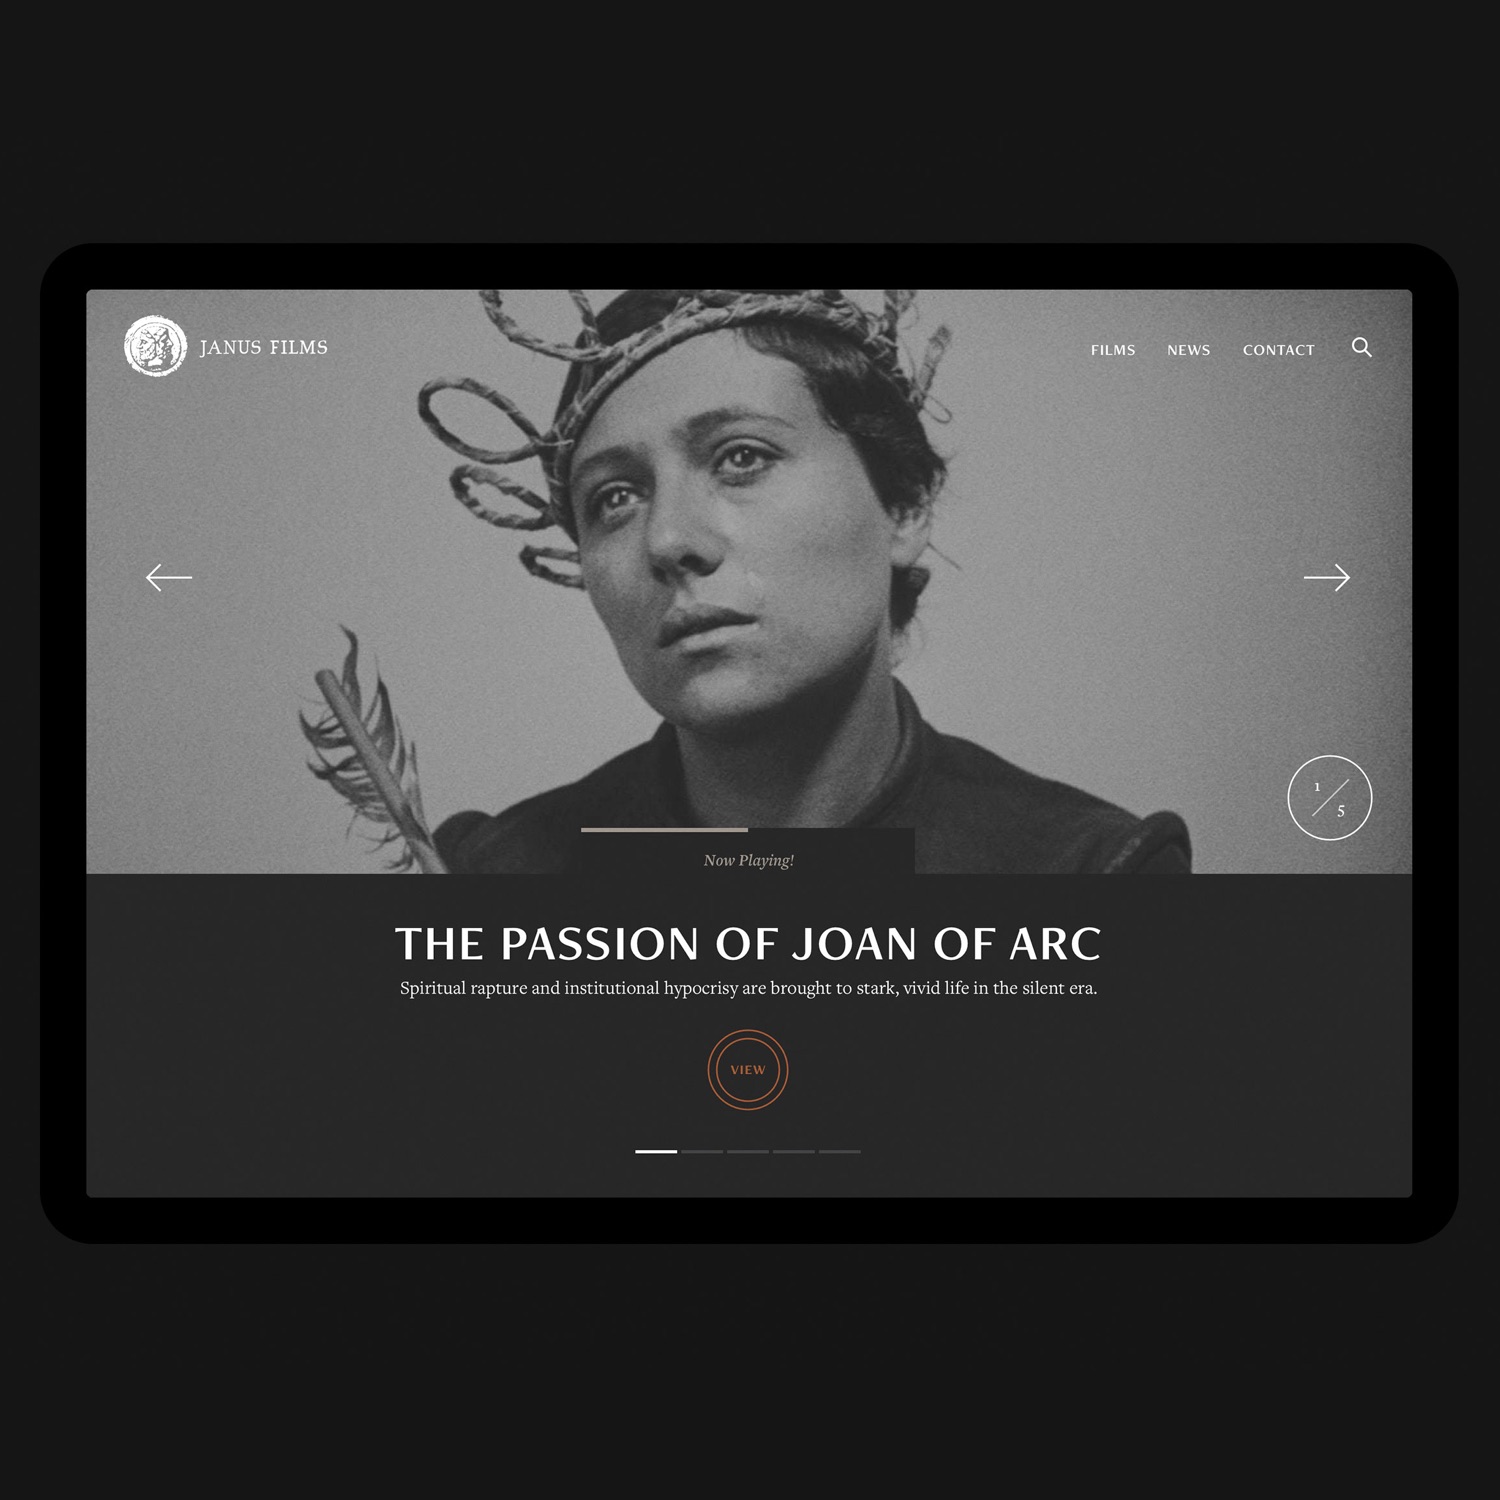 JANUS FILMS
FILMS NEWS CONTACT
1/5
Now Playing!
THE PASSION OF JOAN OF ARC
Spiritual rapture and institutional hypocrisy are brought to stark, vivid life in the silent era.
VIEW